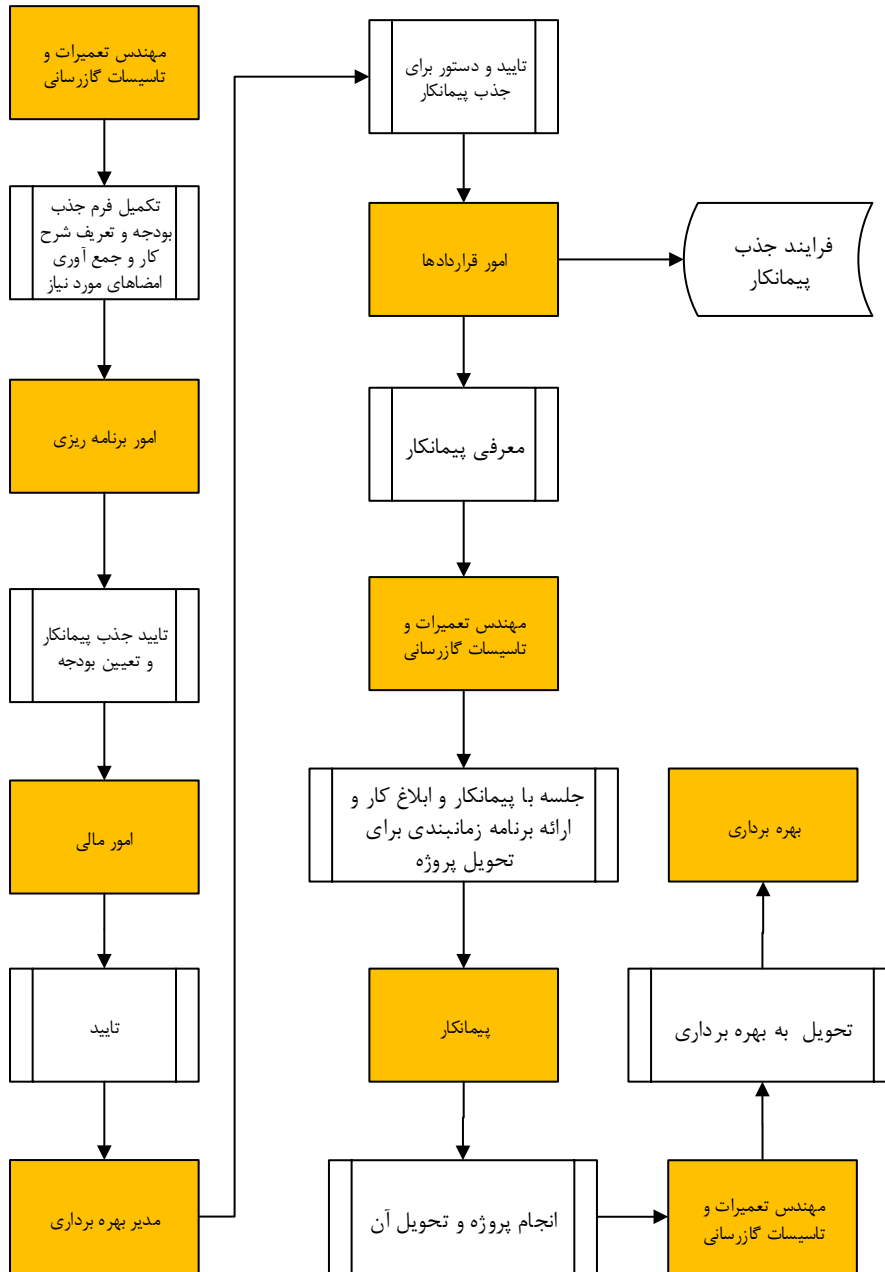 مهندس تعمیرات و
تاسیسات گازرسانی
تکمیل فرم جذب
بودجه و تعریف شرح
کار و جمع آوری
امضاهای مورد نیاز
امور برنامه ریزی
تایید جذب پیمانکار
و تعیین بودجه
امور مالی
تایید
مدیر بهره برداری
تایید و دستور برای
جذب پیمانکار
امور قراردادها
فرایند جذب
پیمانکار
معرفی پیمانکار
مهندس تعمیرات و
تاسیسات گازرسانی
جلسه با پیمانکار و ابلاغ کار و
ارائه برنامه زمانبندی برای
تحویل پروژه
پیمانکار
انجام پروژه و تحویل آن
مهندس تعمیرات و
تاسیسات گازرسانی
تحویل به بهره برداری
بهره برداری